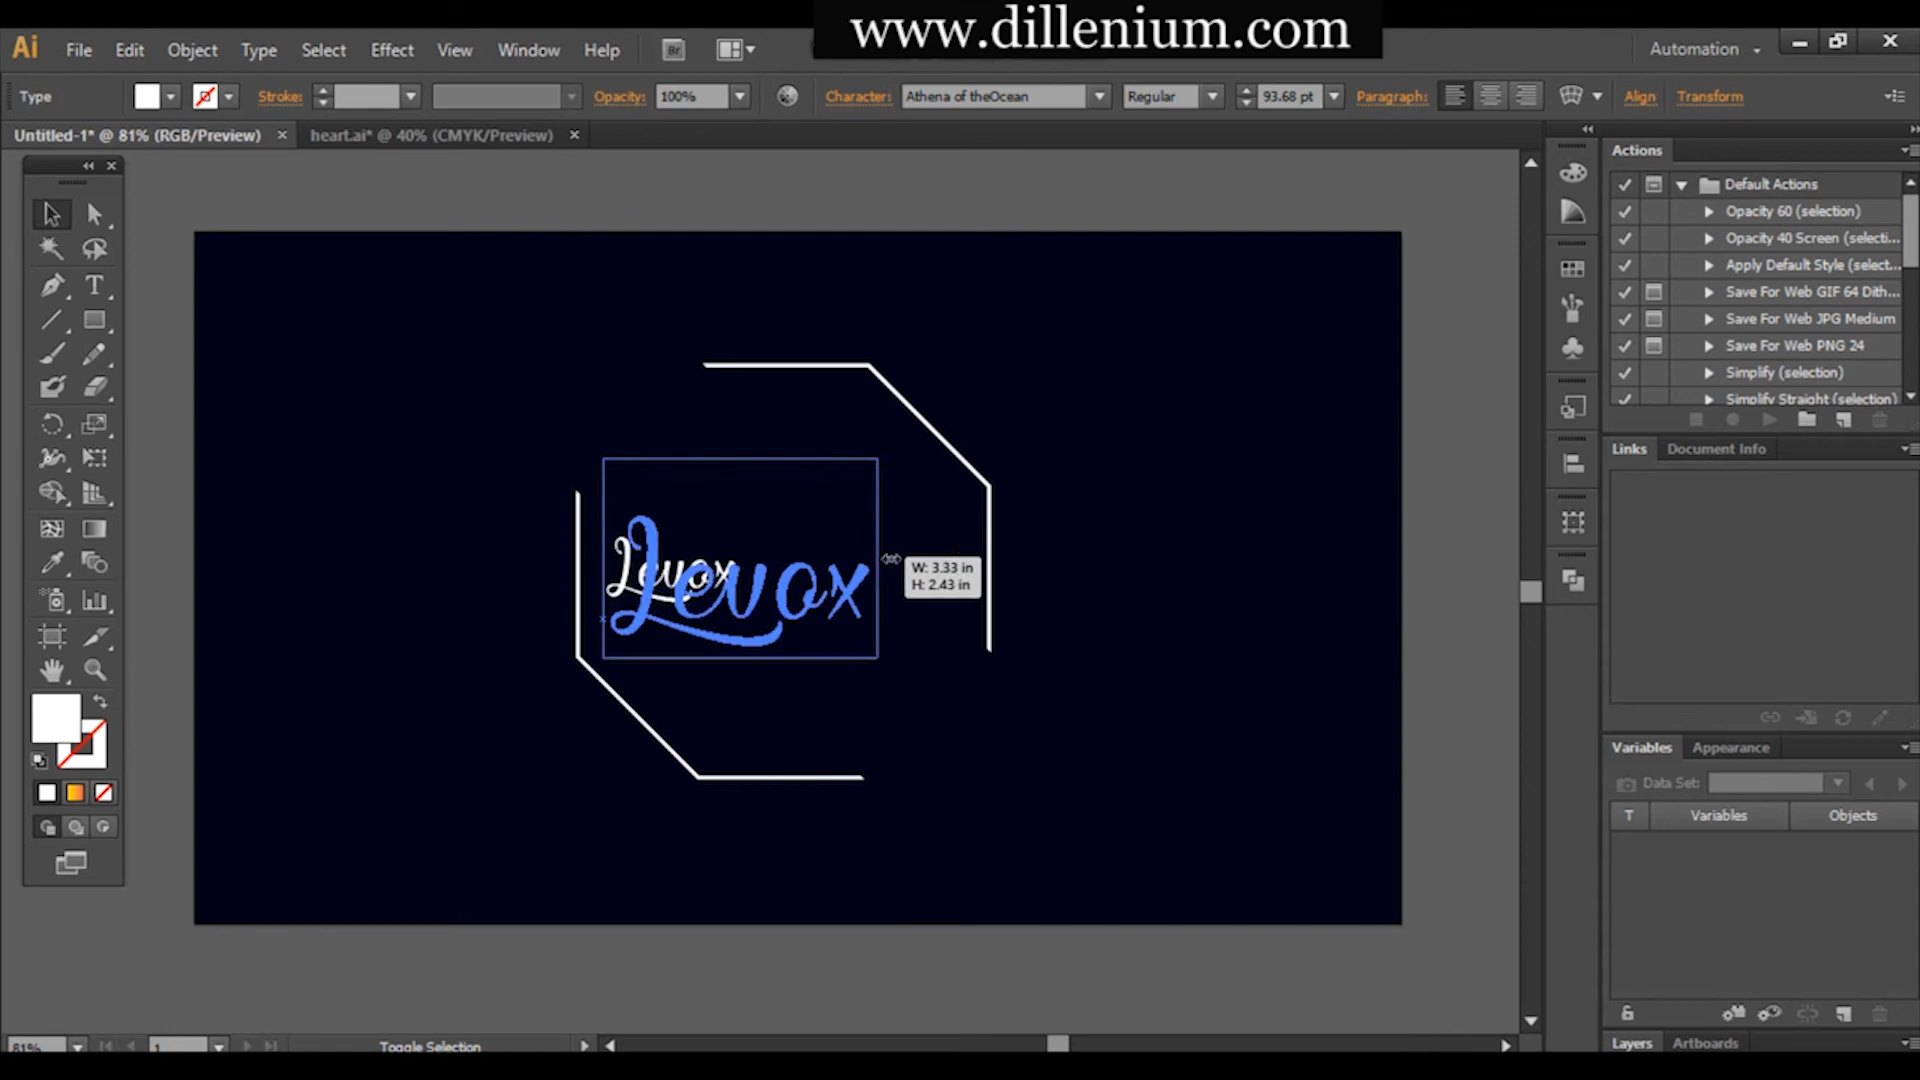 www.dillenium.com
Ai File Edit Object Type Select Effect View Window Help Br Automation
Type Stroke: Opacity: 100% Character: Athena of theOcean Regular 93.68 pt Paragraph: Align Transform
Untitled-1* @ 81% (RGB/Preview) heart.ai* @ 40% (CMYK/Preview)
Actions
Default Actions
Opacity 60 (selection)
Opacity 40 Screen (selecti...
Apply Default Style (select...
Save For Web GIF 64 Dith...
Save For Web JPG Medium
Save For Web PNG 24
Simplify (selection)
Simplify Straight (selection)
Links Document Info
Levox
Levox
W: 3.33 in
H: 2.43 in
Variables Appearance
Data Set:
T Variables Objects
81% 1 Toggle Selection
Layers Artboards